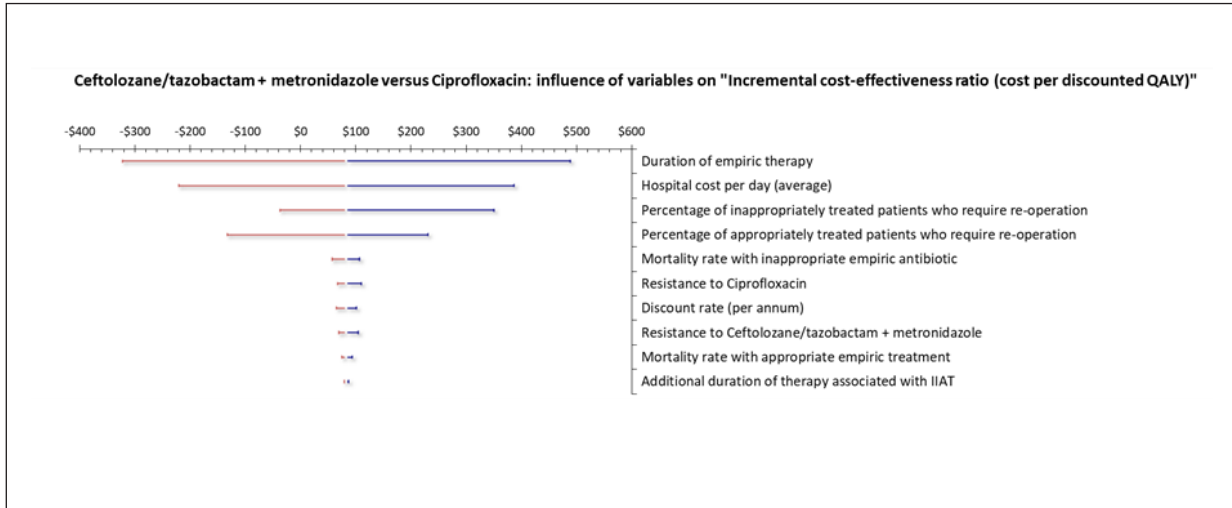 Ceftolozane/tazobactam + metronidazole versus Ciprofloxacin: influence of variables on "Incremental cost-effectiveness ratio (cost per discounted QALY)"
-$400 -$300 -$200 -$100 $0 $100 $200 $300 $400 $500 $600
Duration of empiric therapy
Hospital cost per day (average)
Percentage of inappropriately treated patients who require re-operation
Percentage of appropriately treated patients who require re-operation
Mortality rate with inappropriate empiric antibiotic
Resistance to Ciprofloxacin
Discount rate (per annum)
Resistance to Ceftolozane/tazobactam + metronidazole
Mortality rate with appropriate empiric treatment
Additional duration of therapy associated with IIAT